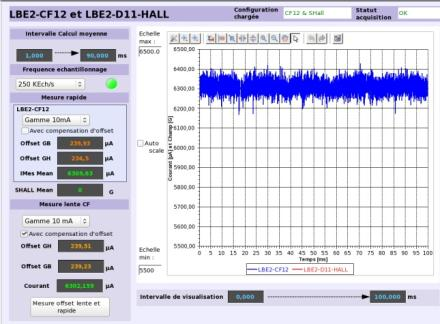 LBE2-CF12 et LBE2-D11-HALL
Configuration chargée
CF12 & SHall
Statut acquisition
OK
Intervalle Calcul moyenne
1,000
90,000 ms
Frequence echantillonnage
250 KEch/s
Mesure rapide
LBE2-CF12
Gamme 10mA
Avec compensation d'offset
Offset GB 239,93 µA
Offset GH 234,5 µA
IMes Mean 6309,63 µA
SHALL Mean 0 G
Mesure lente CF
Gamme 10 mA
Avec compensation d'offset
Offset GH 239,51 µA
Offset GB 239,23 µA
Courant 6302,159 µA
Mesure offset lente et rapide
Echelle max :
6500.0
Auto scale
Echelle min :
5500
Courant [µA] et Champ [G]
6500,00
6400,00
6300,00
6200,00
6100,00
6000,00
5900,00
5800,00
5700,00
5600,00
5500,00
0 5 10 15 20 25 30 35 40 45 50 55 60 65 70 75 80 85 90 95 100
Temps [ms]
LBE2-CF12
LBE2-D11-HALL
Intervalle de visualisation
0,000
100,000 ms